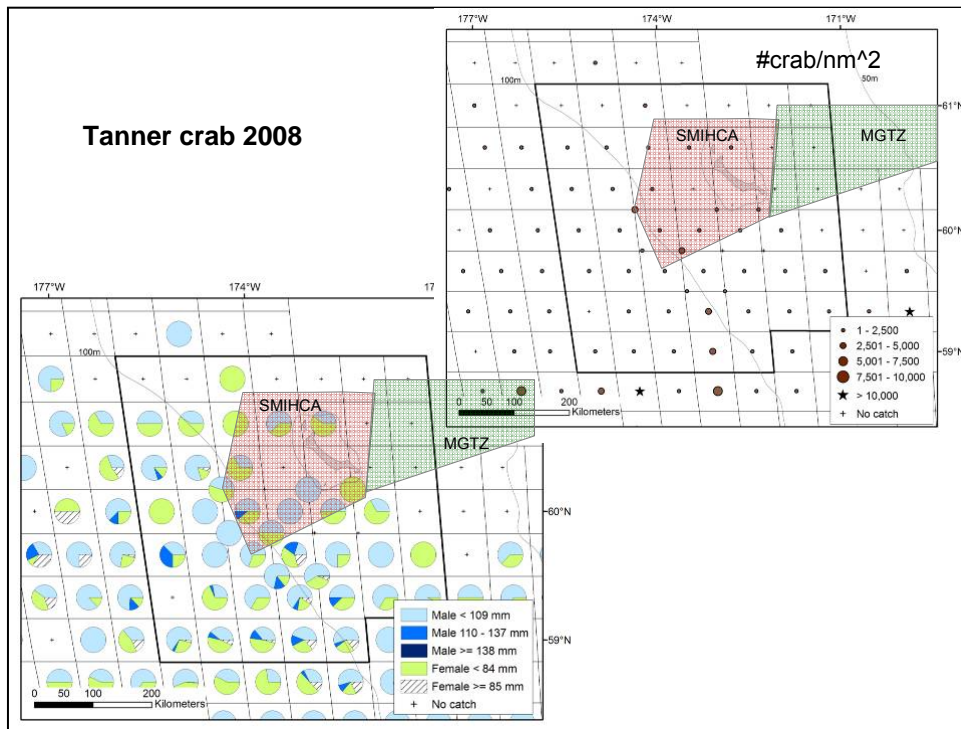 Tanner crab 2008
177°W
174°W
171°W
#crab/nm^2
100m
50m
61°N
SMIHCA
MGTZ
60°N
59°N
1 - 2,500
2,501 - 5,000
5,001 - 7,500
7,501 - 10,000
> 10,000
No catch
0 50 100 200
Kilometers
177°W
174°W
17
100m
SMIHCA
MGTZ
60°N
59°N
Male < 109 mm
Male 110 - 137 mm
Male >= 138 mm
Female < 84 mm
Female >= 85 mm
No catch
0 50 100 200
Kilometers